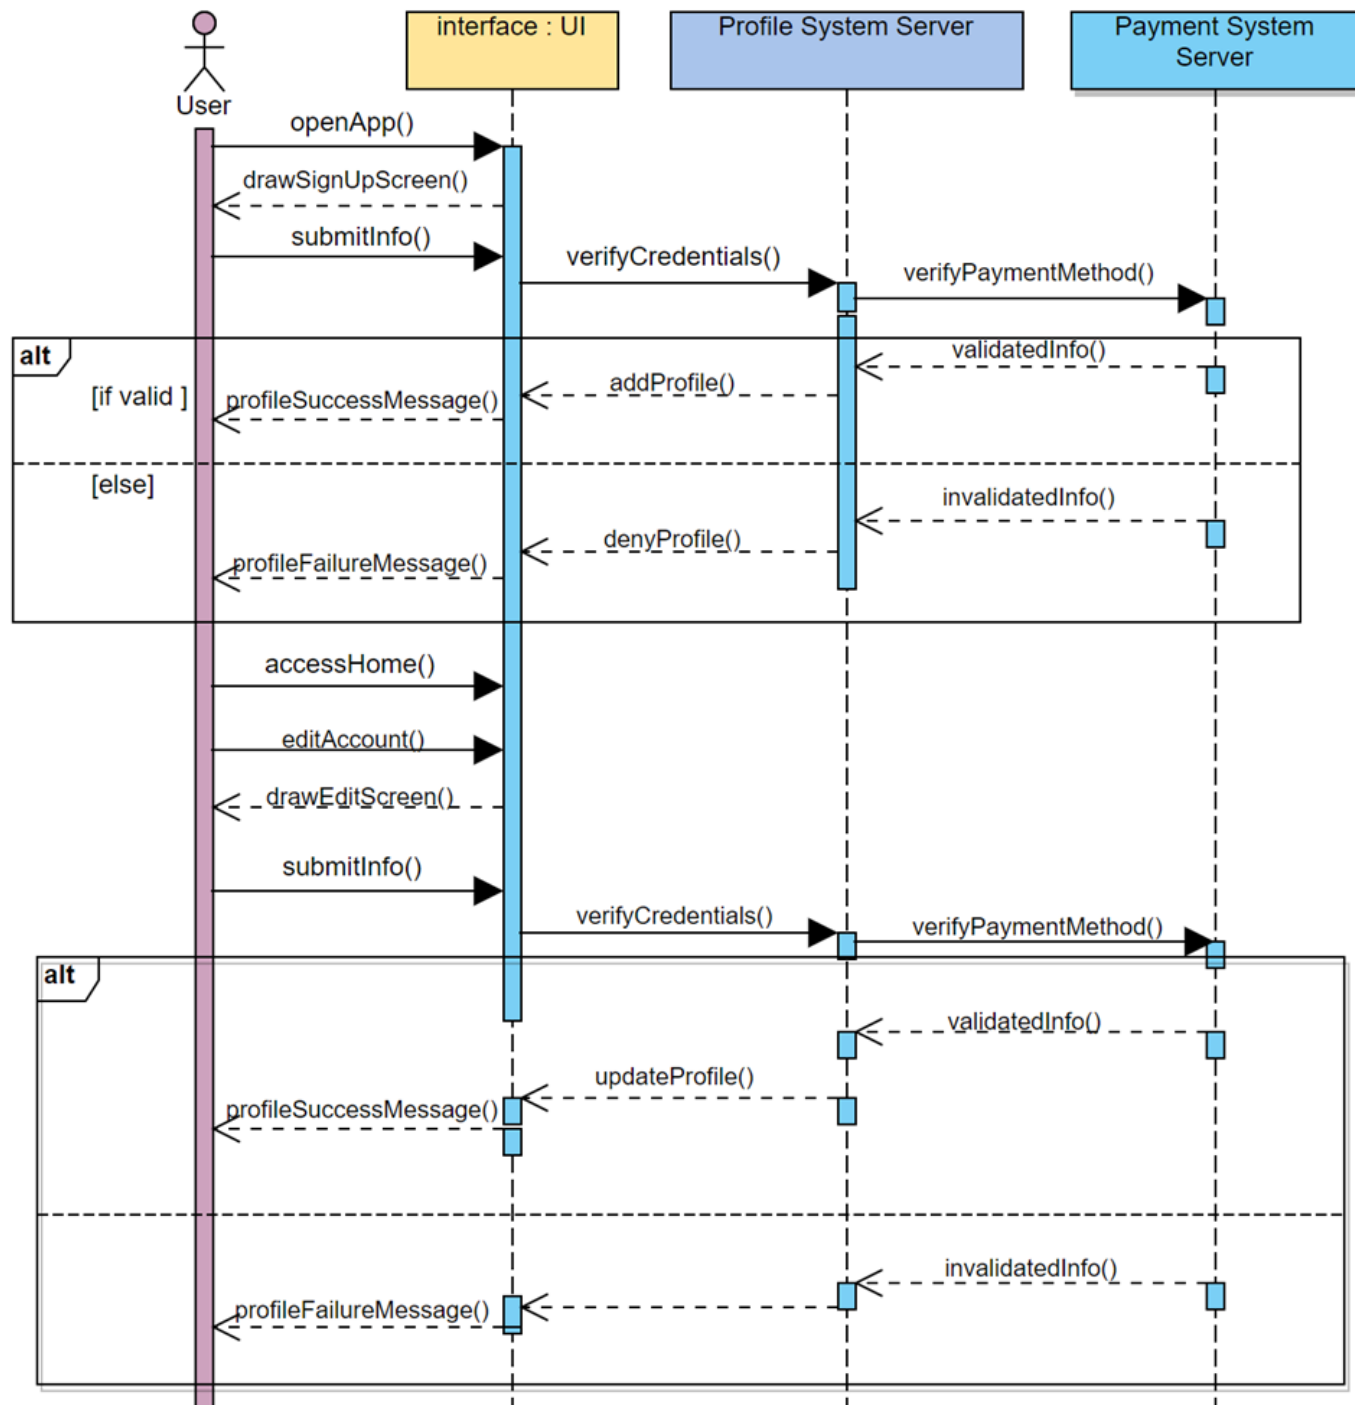 interface : UI
Profile System Server
Payment System
Server
User
openApp()
drawSignUpScreen()
submitInfo()
verifyCredentials()
verifyPaymentMethod()
alt
validatedInfo()
addProfile()
[if valid ]
profileSuccessMessage()
[else]
invalidatedInfo()
denyProfile()
profileFailureMessage()
accessHome()
editAccount()
drawEditScreen()
submitInfo()
verifyCredentials()
verifyPaymentMethod()
alt
validatedInfo()
updateProfile()
profileSuccessMessage()
invalidatedInfo()
profileFailureMessage()